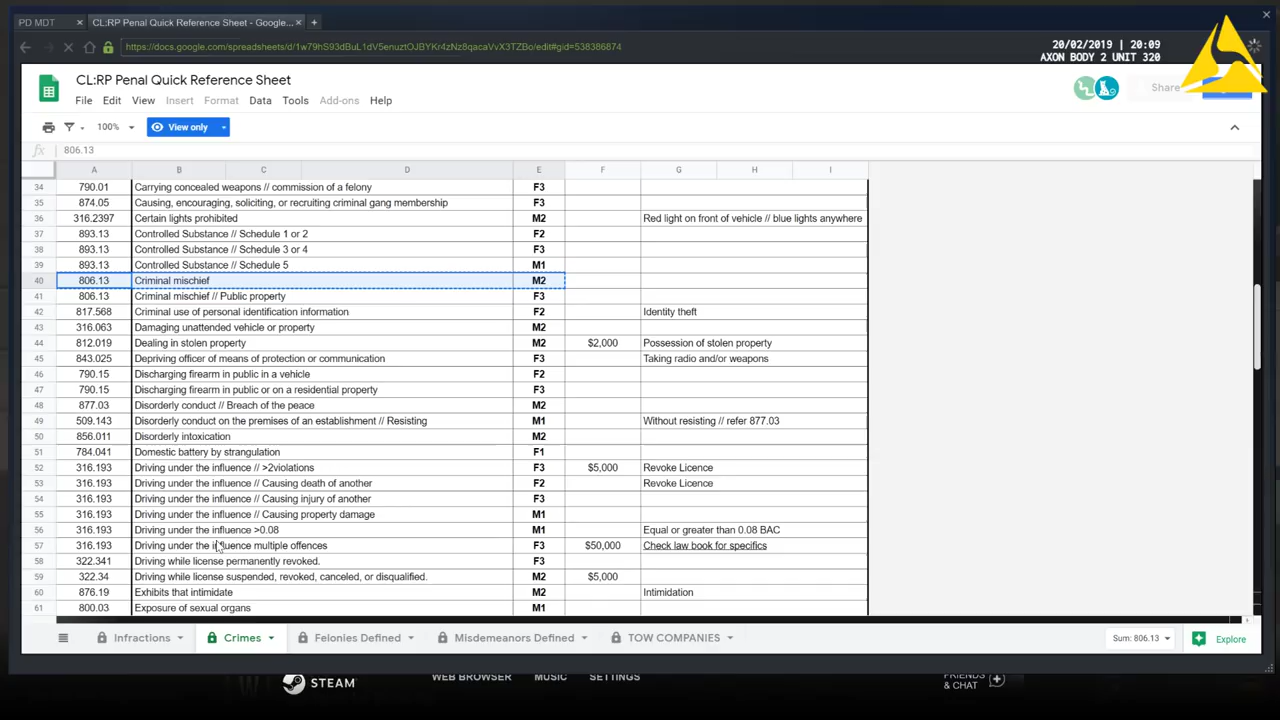 PD MDT × CL:RP Penal Quick Reference Sheet - Google... × +
https://docs.google.com/spreadsheets/d/1w79hS93dBuL1dV5enuztOJBYKr4zNz8qacaVvX3TZBo/edit#gid=538386874
20/02/2019 | 20:09
AXON BODY 2 UNIT 320
CL:RP Penal Quick Reference Sheet
File Edit View Insert Format Data Tools Add-ons Help
Share
100% View only
fx 806.13
A B C D E F G H I
34 790.01 Carrying concealed weapons // commission of a felony F3
35 874.05 Causing, encouraging, soliciting, or recruiting criminal gang membership F3
36 316.2397 Certain lights prohibited M2 Red light on front of vehicle // blue lights anywhere
37 893.13 Controlled Substance // Schedule 1 or 2 F2
38 893.13 Controlled Substance // Schedule 3 or 4 F3
39 893.13 Controlled Substance // Schedule 5 M1
40 806.13 Criminal mischief M2
41 806.13 Criminal mischief // Public property F3
42 817.568 Criminal use of personal identification information F2 Identity theft
43 316.063 Damaging unattended vehicle or property M2
44 812.019 Dealing in stolen property M2 $2,000 Possession of stolen property
45 843.025 Depriving officer of means of protection or communication F3 Taking radio and/or weapons
46 790.15 Discharging firearm in public in a vehicle F2
47 790.15 Discharging firearm in public or on a residential property F3
48 877.03 Disorderly conduct // Breach of the peace M2
49 509.143 Disorderly conduct on the premises of an establishment // Resisting M1 Without resisting // refer 877.03
50 856.011 Disorderly intoxication M2
51 784.041 Domestic battery by strangulation F1
52 316.193 Driving under the influence // >2violations F3 $5,000 Revoke Licence
53 316.193 Driving under the influence // Causing death of another F2 Revoke Licence
54 316.193 Driving under the influence // Causing injury of another F3
55 316.193 Driving under the influence // Causing property damage M1
56 316.193 Driving under the influence >0.08 M1 Equal or greater than 0.08 BAC
57 316.193 Driving under the influence multiple offences F3 $50,000 Check law book for specifics
58 322.341 Driving while license permanently revoked. F3
59 322.34 Driving while license suspended, revoked, canceled, or disqualified. M2 $5,000
60 876.19 Exhibits that intimidate M2 Intimidation
61 800.03 Exposure of sexual organs M1
Infractions Crimes Felonies Defined Misdemeanors Defined TOW COMPANIES Sum: 806.13 Explore
STEAM WEB BROWSER MUSIC SETTINGS FRIENDS
& CHAT